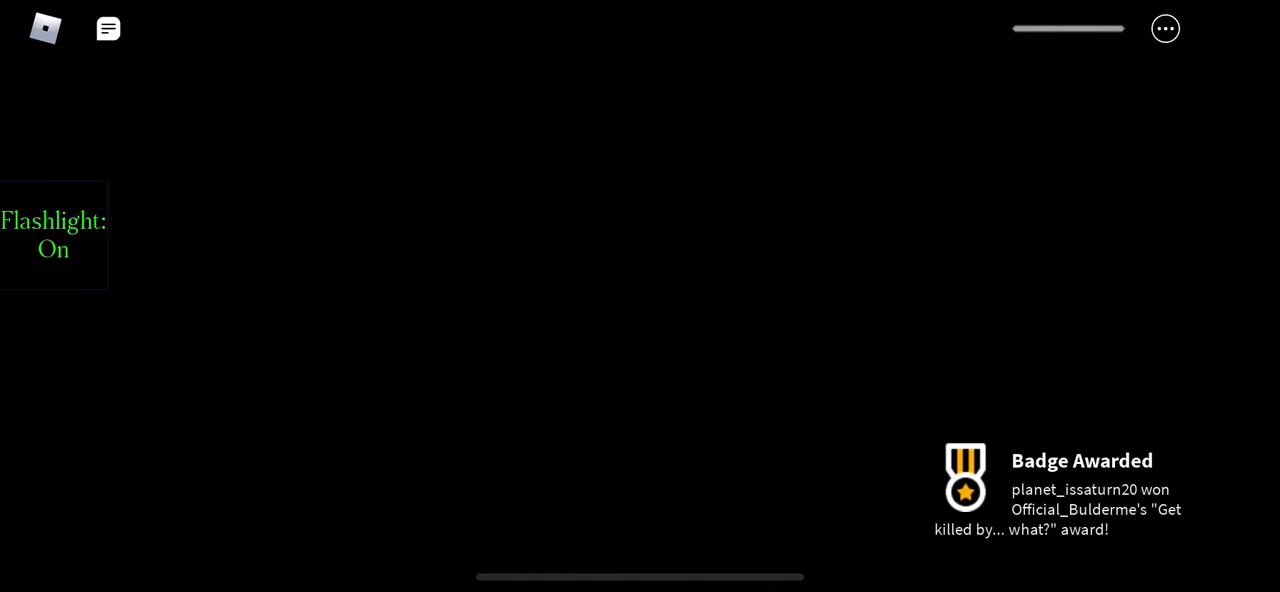 Flashlight:
On
Badge Awarded
planet_issaturn20 won
Official_Bulderme's "Get
killed by... what?" award!